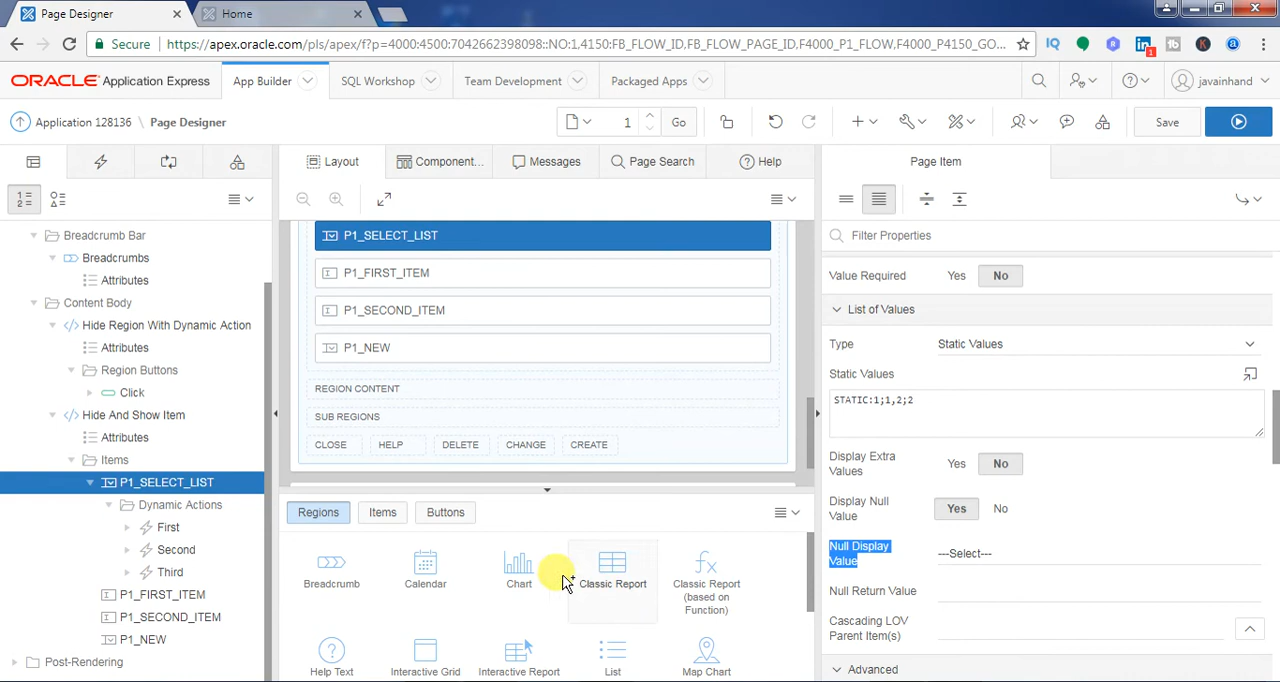 Page Designer
Home
Secure
https://apex.oracle.com/pls/apex/f?p=4000:4500:7042662398098::NO:1,4150:FB_FLOW_ID,FB_FLOW_PAGE_ID,F4000_P1_FLOW,F4000_P4150_GO...
ORACLE Application Express
App Builder
SQL Workshop
Team Development
Packaged Apps
javainhand
Application 128136
Page Designer
1
Go
Save
Layout
Component...
Messages
Page Search
Help
Page Item
Breadcrumb Bar
Breadcrumbs
Attributes
Content Body
Hide Region With Dynamic Action
Attributes
Region Buttons
Click
Hide And Show Item
Attributes
Items
P1_SELECT_LIST
Dynamic Actions
First
Second
Third
P1_FIRST_ITEM
P1_SECOND_ITEM
P1_NEW
Post-Rendering
P1_SELECT_LIST
P1_FIRST_ITEM
P1_SECOND_ITEM
P1_NEW
REGION CONTENT
SUB REGIONS
CLOSE
HELP
DELETE
CHANGE
CREATE
Regions
Items
Buttons
Breadcrumb
Calendar
Chart
Classic Report
Classic Report
(based on
Function)
Help Text
Interactive Grid
Interactive Report
List
Map Chart
Filter Properties
Value Required
Yes
No
List of Values
Type
Static Values
Static Values
STATIC:1;1,2;2
Display Extra
Values
Yes
No
Display Null
Value
Yes
No
Null Display
Value
---Select---
Null Return Value
Cascading LOV
Parent Item(s)
Advanced